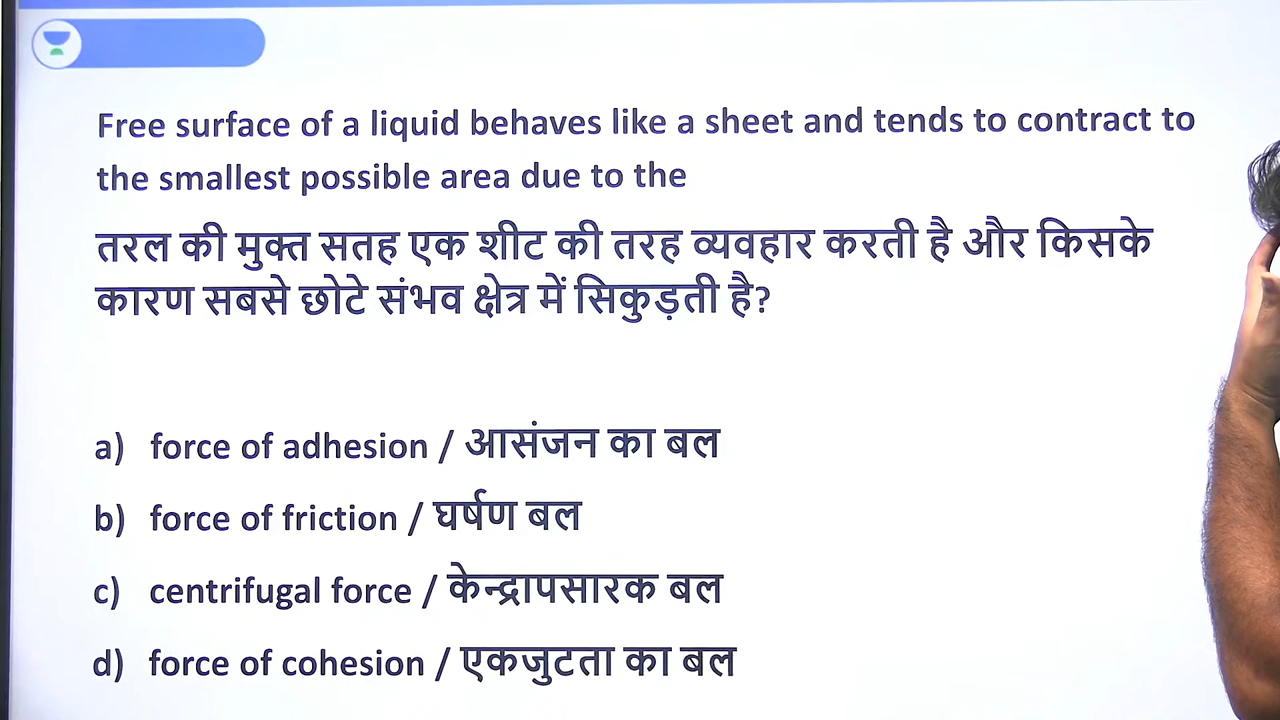 Free surface of a liquid behaves like a sheet and tends to contract to
the smallest possible area due to the
तरल की मुक्त सतह एक शीट की तरह व्यवहार करती है और किसके
कारण सबसे छोटे संभव क्षेत्र में सिकुड़ती है?
a) force of adhesion / आसंजन का बल
b) force of friction / घर्षण बल
c) centrifugal force / केन्द्रापसारक बल
d) force of cohesion / एकजुटता का बल